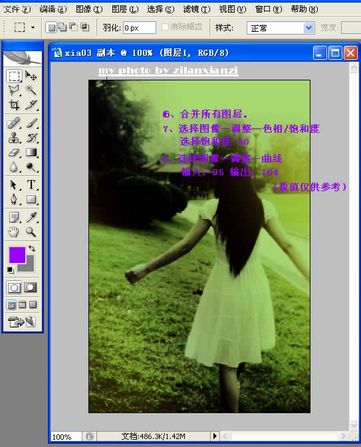 文件(F) 编辑(E) 图像(I) 图层(L) 选择(S) 滤镜(T) 视图(V) 窗口(W) 帮助(H)
羽化: 0 px 消除锯齿 样式: 正常 宽度:
xia03 副本 @ 100% (图层1, RGB/8)
my photo by zilanxianzi
6、合并所有图层。
7、选择图像—调整—色相/饱和度
选择饱和度
选择图像—调整—曲线
输入：95 输出：164
（数值仅供参考）
100% 文档:486.3K/1.42M